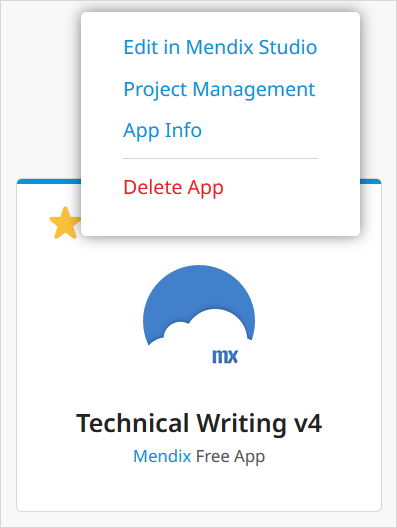 Edit in Mendix Studio
Project Management
App Info
Delete App
mx
Technical Writing v4
Mendix Free App